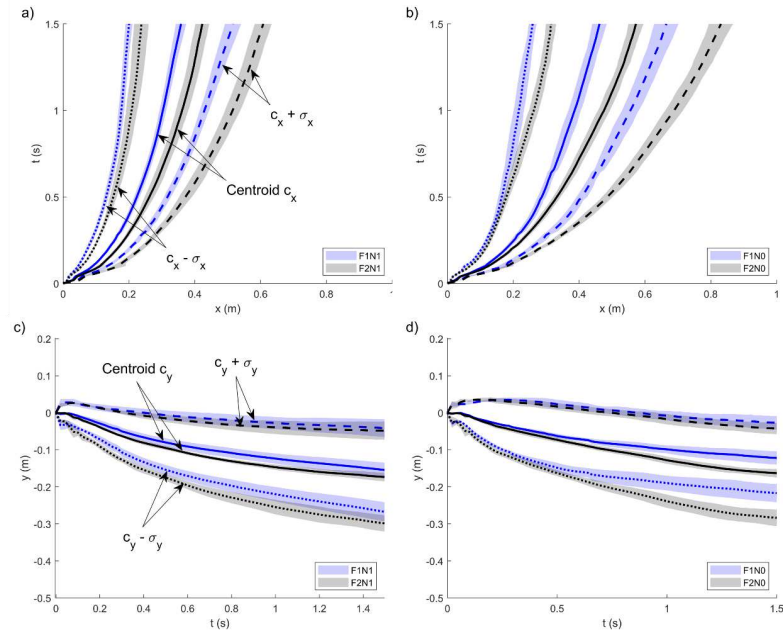 a)
1.5
1
0.5
0
t (s)
0
0.2
0.4
0.6
0.8
x (m)
c_x + σ_x
Centroid c_x
c_x - σ_x
F1N1
F2N1
b)
1.5
1
0.5
0
t (s)
0
0.2
0.4
0.6
0.8
1
x (m)
F1N0
F2N0
c)
0.2
0.1
0
-0.1
-0.2
-0.3
-0.4
-0.5
y (m)
0
0.2
0.4
0.6
0.8
1
1.2
1.4
t (s)
Centroid c_y
c_y + σ_y
c_y - σ_y
F1N1
F2N1
d)
0.2
0.1
0
-0.1
-0.2
-0.3
-0.4
-0.5
y (m)
0
0.5
1
1.5
t (s)
F1N0
F2N0